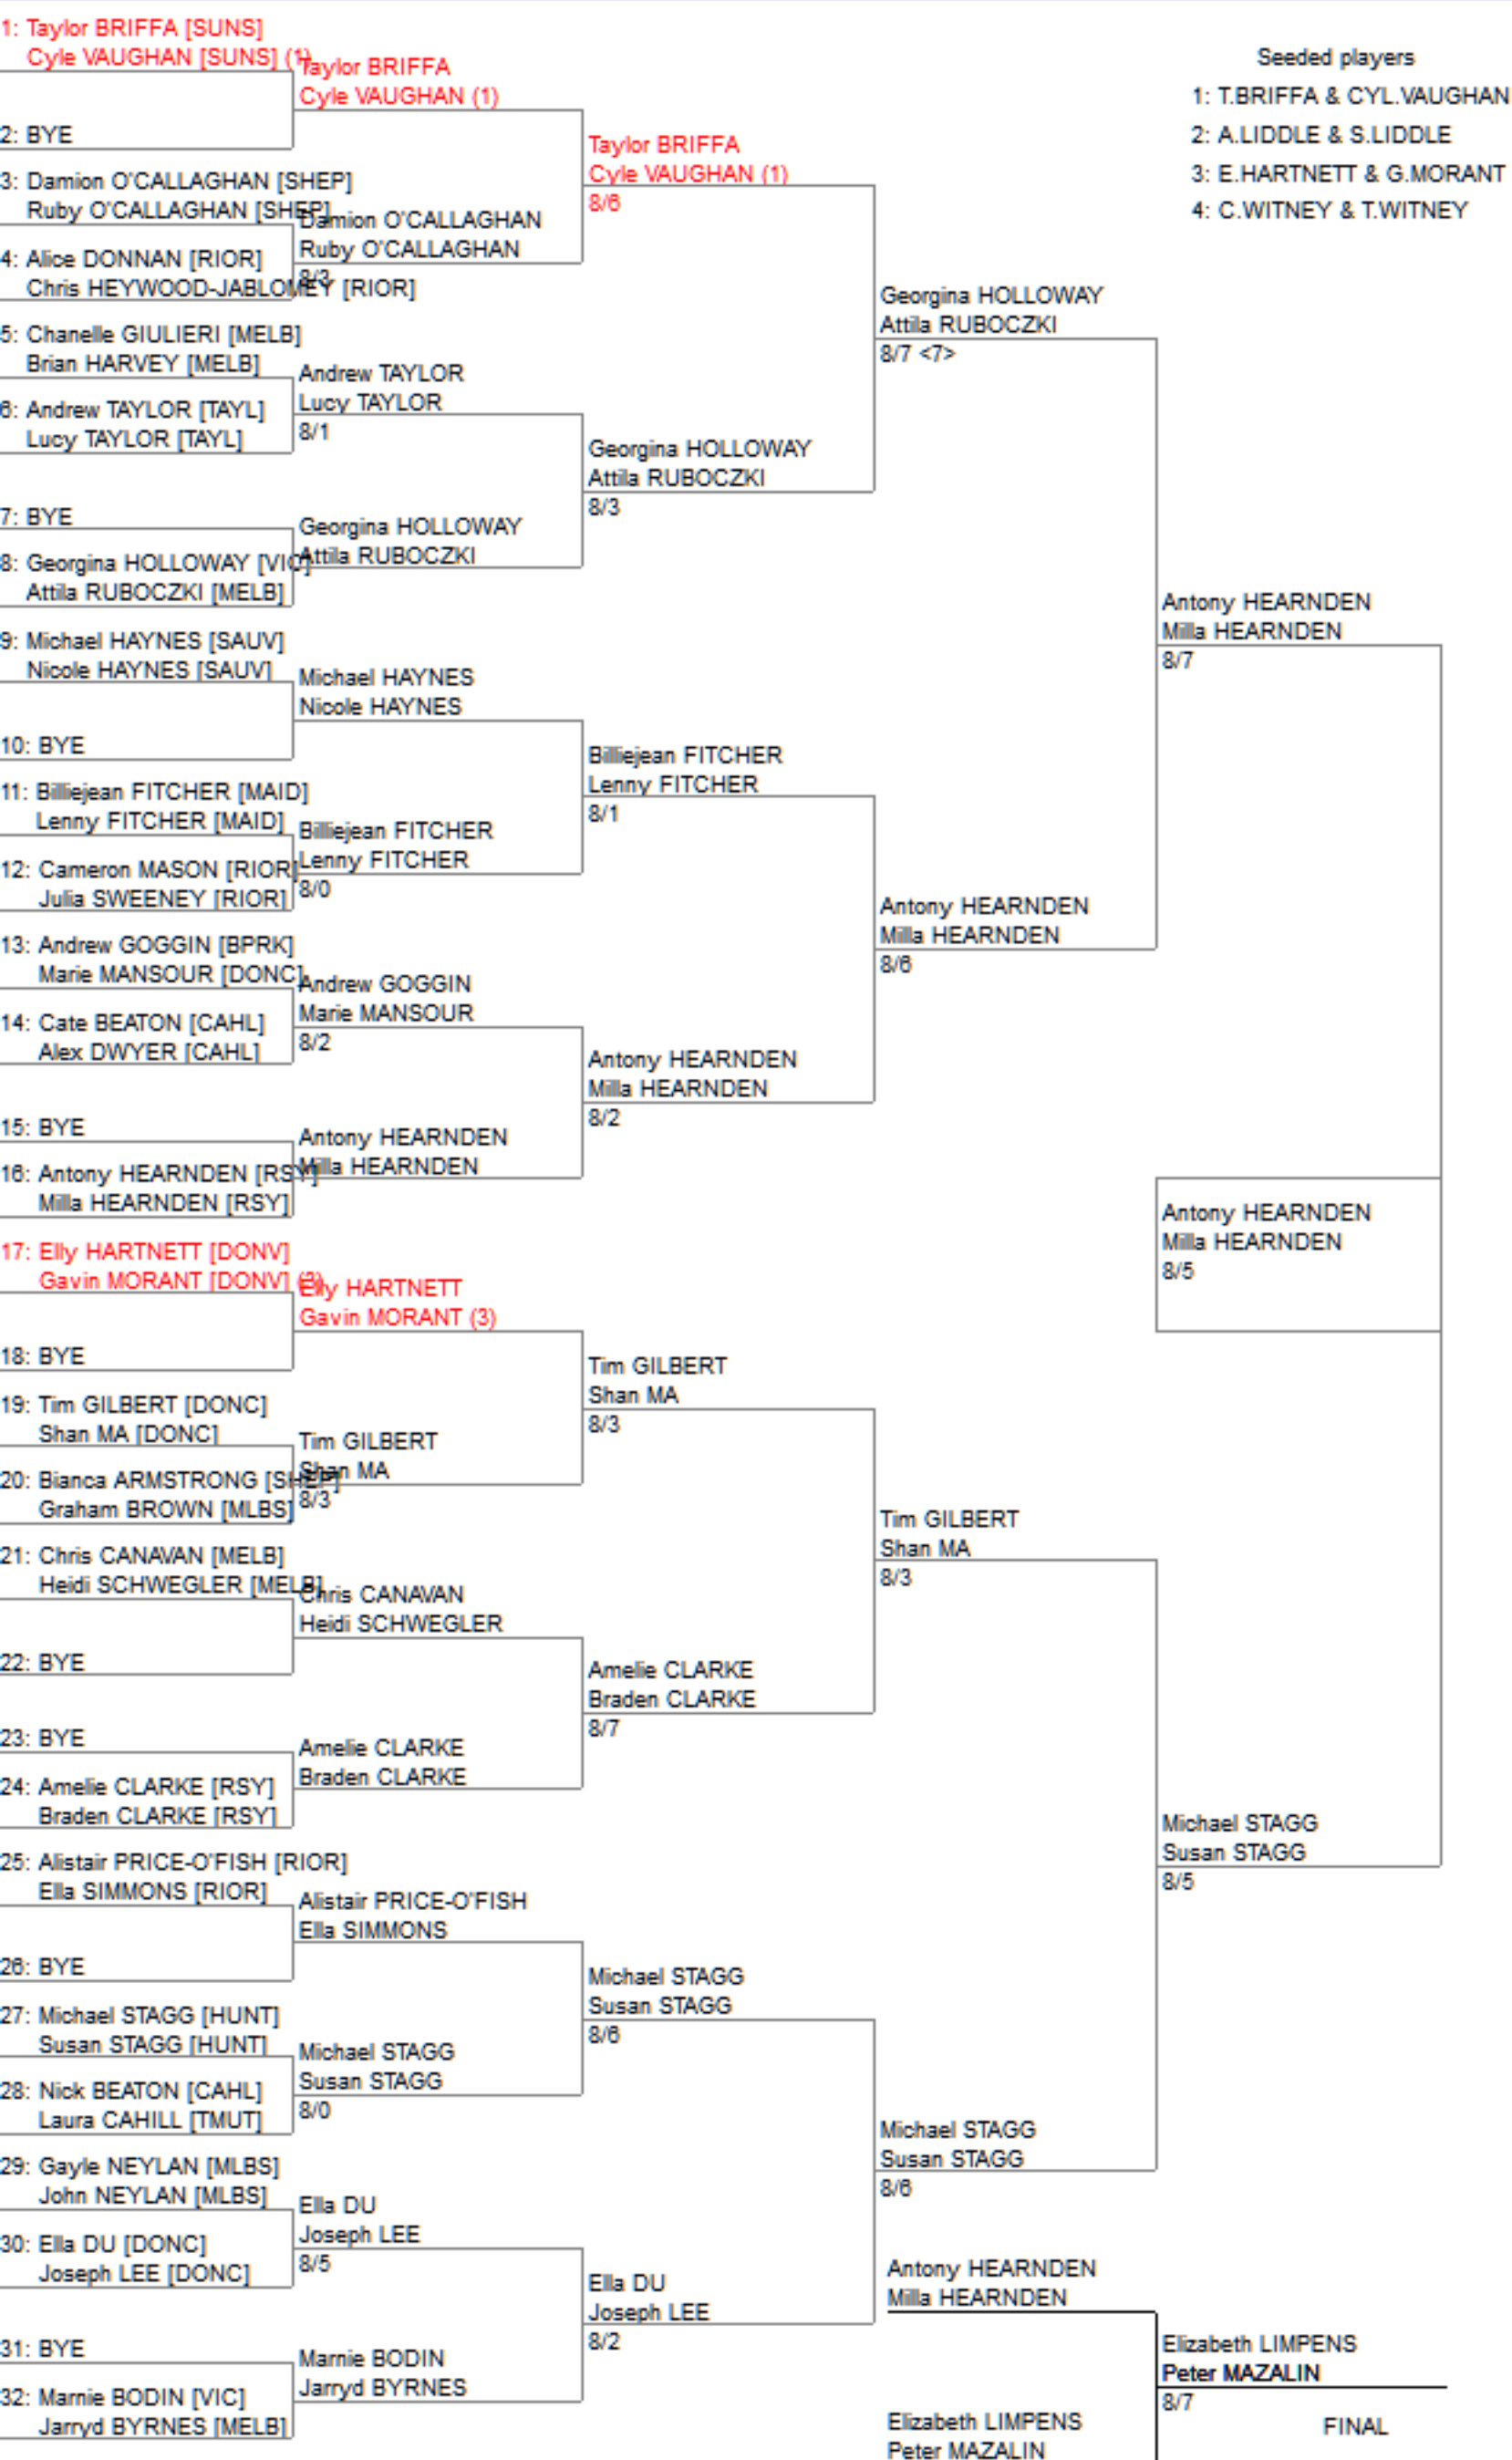 1: Taylor BRIFFA [SUNS]
Cyle VAUGHAN [SUNS] (1)
2: BYE
3: Damion O'CALLAGHAN [SHEP]
Ruby O'CALLAGHAN [SHEP]
4: Alice DONNAN [RIOR]
Chris HEYWOOD-JABLOMEY [RIOR]
5: Chanelle GIULIERI [MELB]
Brian HARVEY [MELB]
6: Andrew TAYLOR [TAYL]
Lucy TAYLOR [TAYL]
7: BYE
8: Georgina HOLLOWAY [VIC]
Attila RUBOCZKI [MELB]
9: Michael HAYNES [SAUV]
Nicole HAYNES [SAUV]
10: BYE
11: Billiejean FITCHER [MAID]
Lenny FITCHER [MAID]
12: Cameron MASON [RIOR]
Julia SWEENEY [RIOR]
13: Andrew GOGGIN [BPRK]
Marie MANSOUR [DONC]
14: Cate BEATON [CAHL]
Alex DWYER [CAHL]
15: BYE
16: Antony HEARNDEN [RSY]
Milla HEARNDEN [RSY]
17: Elly HARTNETT [DONV]
Gavin MORANT [DONV] (3)
18: BYE
19: Tim GILBERT [DONC]
Shan MA [DONC]
20: Bianca ARMSTRONG [SHEP]
Graham BROWN [MLBS]
21: Chris CANAVAN [MELB]
Heidi SCHWEGLER [MELB]
22: BYE
23: BYE
24: Amelie CLARKE [RSY]
Braden CLARKE [RSY]
25: Alistair PRICE-O'FISH [RIOR]
Ella SIMMONS [RIOR]
26: BYE
27: Michael STAGG [HUNT]
Susan STAGG [HUNT]
28: Nick BEATON [CAHL]
Laura CAHILL [TMUT]
29: Gayle NEYLAN [MLBS]
John NEYLAN [MLBS]
30: Ella DU [DONC]
Joseph LEE [DONC]
31: BYE
32: Marnie BODIN [VIC]
Jarryd BYRNES [MELB]
Taylor BRIFFA
Cyle VAUGHAN (1)
Damion O'CALLAGHAN
Ruby O'CALLAGHAN
8/3
Andrew TAYLOR
Lucy TAYLOR
8/1
Georgina HOLLOWAY
Attila RUBOCZKI
Michael HAYNES
Nicole HAYNES
Billiejean FITCHER
Lenny FITCHER
8/0
Andrew GOGGIN
Marie MANSOUR
8/2
Antony HEARNDEN
Milla HEARNDEN
Elly HARTNETT
Gavin MORANT (3)
Tim GILBERT
Shan MA
8/3
Chris CANAVAN
Heidi SCHWEGLER
Amelie CLARKE
Braden CLARKE
Alistair PRICE-O'FISH
Ella SIMMONS
Michael STAGG
Susan STAGG
8/0
Ella DU
Joseph LEE
8/5
Marnie BODIN
Jarryd BYRNES
Taylor BRIFFA
Cyle VAUGHAN (1)
8/6
Georgina HOLLOWAY
Attila RUBOCZKI
8/3
Billiejean FITCHER
Lenny FITCHER
8/1
Antony HEARNDEN
Milla HEARNDEN
8/2
Tim GILBERT
Shan MA
8/3
Amelie CLARKE
Braden CLARKE
8/7
Michael STAGG
Susan STAGG
8/6
Ella DU
Joseph LEE
8/2
Georgina HOLLOWAY
Attila RUBOCZKI
8/7 <7>
Antony HEARNDEN
Milla HEARNDEN
8/6
Tim GILBERT
Shan MA
8/3
Michael STAGG
Susan STAGG
8/6
Antony HEARNDEN
Milla HEARNDEN
8/7
Michael STAGG
Susan STAGG
8/5
Antony HEARNDEN
Milla HEARNDEN
8/5
Seeded players
1: T.BRIFFA & CYL.VAUGHAN
2: A.LIDDLE & S.LIDDLE
3: E.HARTNETT & G.MORANT
4: C.WITNEY & T.WITNEY
Antony HEARNDEN
Milla HEARNDEN
Elizabeth LIMPENS
Peter MAZALIN
Elizabeth LIMPENS
Peter MAZALIN
8/7
FINAL